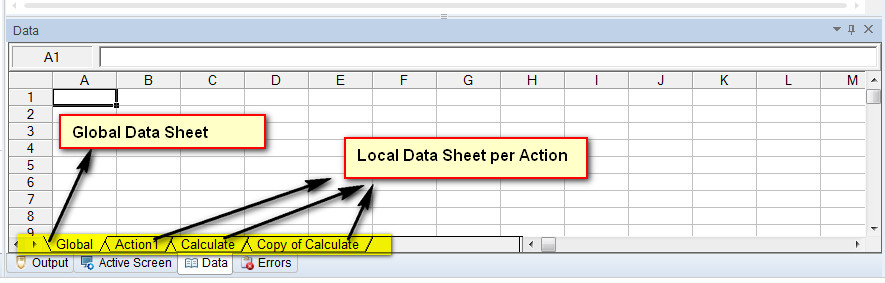 Data
A1
A B C D E F G H I J K L M
1
2
3
Global Data Sheet
4
Local Data Sheet per Action
5
6
7
8
9
Global Action1 Calculate Copy of Calculate
Output Active Screen Data Errors